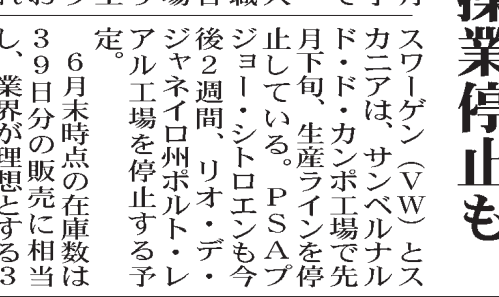 操業停止も
スワーゲン（ＶＷ）とス
カニアは、サンベルナル
ド・ド・カンポ工場で先
月下旬、生産ラインを停
止している。ＰＳＡプ
ジョー・シトロエンも今
後２週間、リオ・デ・
ジャネイロ州ポルト・レ
アル工場を停止する予
定。
６月末時点の在庫数は
３９日分の販売に相当
し、業界が理想とする３